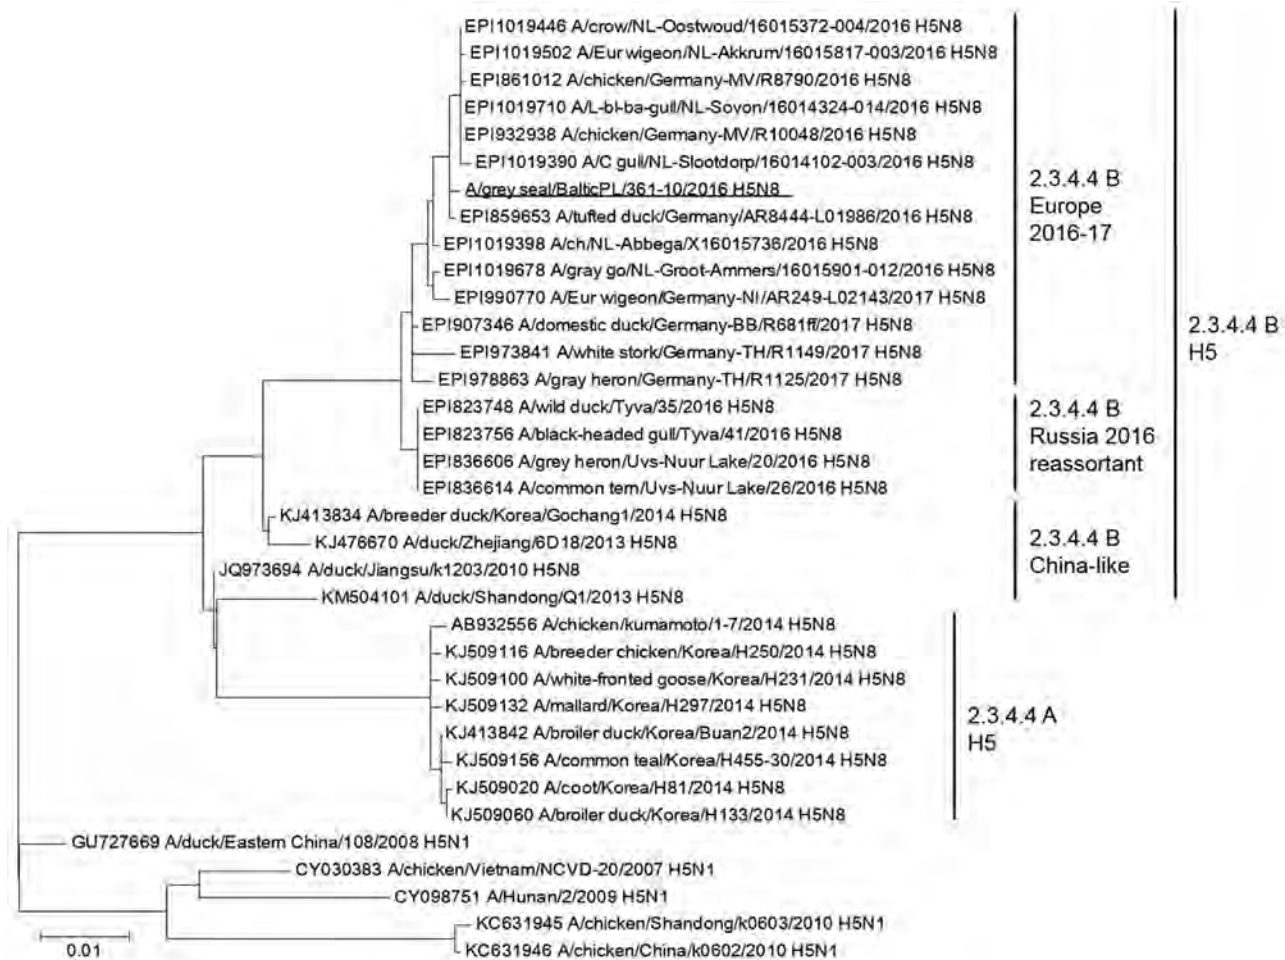 EPI1019446 A/crow/NL-Oostwoud/16015372-004/2016 H5N8
EPI1019502 A/Eur wigeon/NL-Akkrum/16015817-003/2016 H5N8
EPI861012 A/chicken/Germany-MV/R8790/2016 H5N8
EPI1019710 A/L-bl-ba-gull/NL-Sovon/16014324-014/2016 H5N8
EPI932938 A/chicken/Germany-MV/R10048/2016 H5N8
EPI1019390 A/C gull/NL-Slootdorp/16014102-003/2016 H5N8
A/grey seal/BalticPL/361-10/2016 H5N8
EPI859653 A/tufted duck/Germany/AR8444-L01986/2016 H5N8
EPI1019398 A/ch/NL-Abbega/X16015736/2016 H5N8
EPI1019678 A/gray go/NL-Groot-Ammers/16015901-012/2016 H5N8
EPI990770 A/Eur wigeon/Germany-NI/AR249-L02143/2017 H5N8
EPI907346 A/domestic duck/Germany-BB/R681ff/2017 H5N8
EPI973841 A/white stork/Germany-TH/R1149/2017 H5N8
EPI978863 A/gray heron/Germany-TH/R1125/2017 H5N8
2.3.4.4 B
Europe
2016-17
EPI823748 A/wild duck/Tyva/35/2016 H5N8
EPI823756 A/black-headed gull/Tyva/41/2016 H5N8
EPI836606 A/grey heron/Uvs-Nuur Lake/20/2016 H5N8
EPI836614 A/common tern/Uvs-Nuur Lake/26/2016 H5N8
2.3.4.4 B
Russia 2016
reassortant
KJ413834 A/breeder duck/Korea/Gochang1/2014 H5N8
KJ476670 A/duck/Zhejiang/6D18/2013 H5N8
JQ973694 A/duck/Jiangsu/k1203/2010 H5N8
KM504101 A/duck/Shandong/Q1/2013 H5N8
2.3.4.4 B
China-like
2.3.4.4 B
H5
AB932556 A/chicken/kumamoto/1-7/2014 H5N8
KJ509116 A/breeder chicken/Korea/H250/2014 H5N8
KJ509100 A/white-fronted goose/Korea/H231/2014 H5N8
KJ509132 A/mallard/Korea/H297/2014 H5N8
KJ413842 A/broiler duck/Korea/Buan2/2014 H5N8
KJ509156 A/common teal/Korea/H455-30/2014 H5N8
KJ509020 A/coot/Korea/H81/2014 H5N8
KJ509060 A/broiler duck/Korea/H133/2014 H5N8
2.3.4.4 A
H5
GU727669 A/duck/Eastern China/108/2008 H5N1
CY030383 A/chicken/Vietnam/NCVD-20/2007 H5N1
CY098751 A/Hunan/2/2009 H5N1
KC631945 A/chicken/Shandong/k0603/2010 H5N1
KC631946 A/chicken/China/k0602/2010 H5N1
0.01